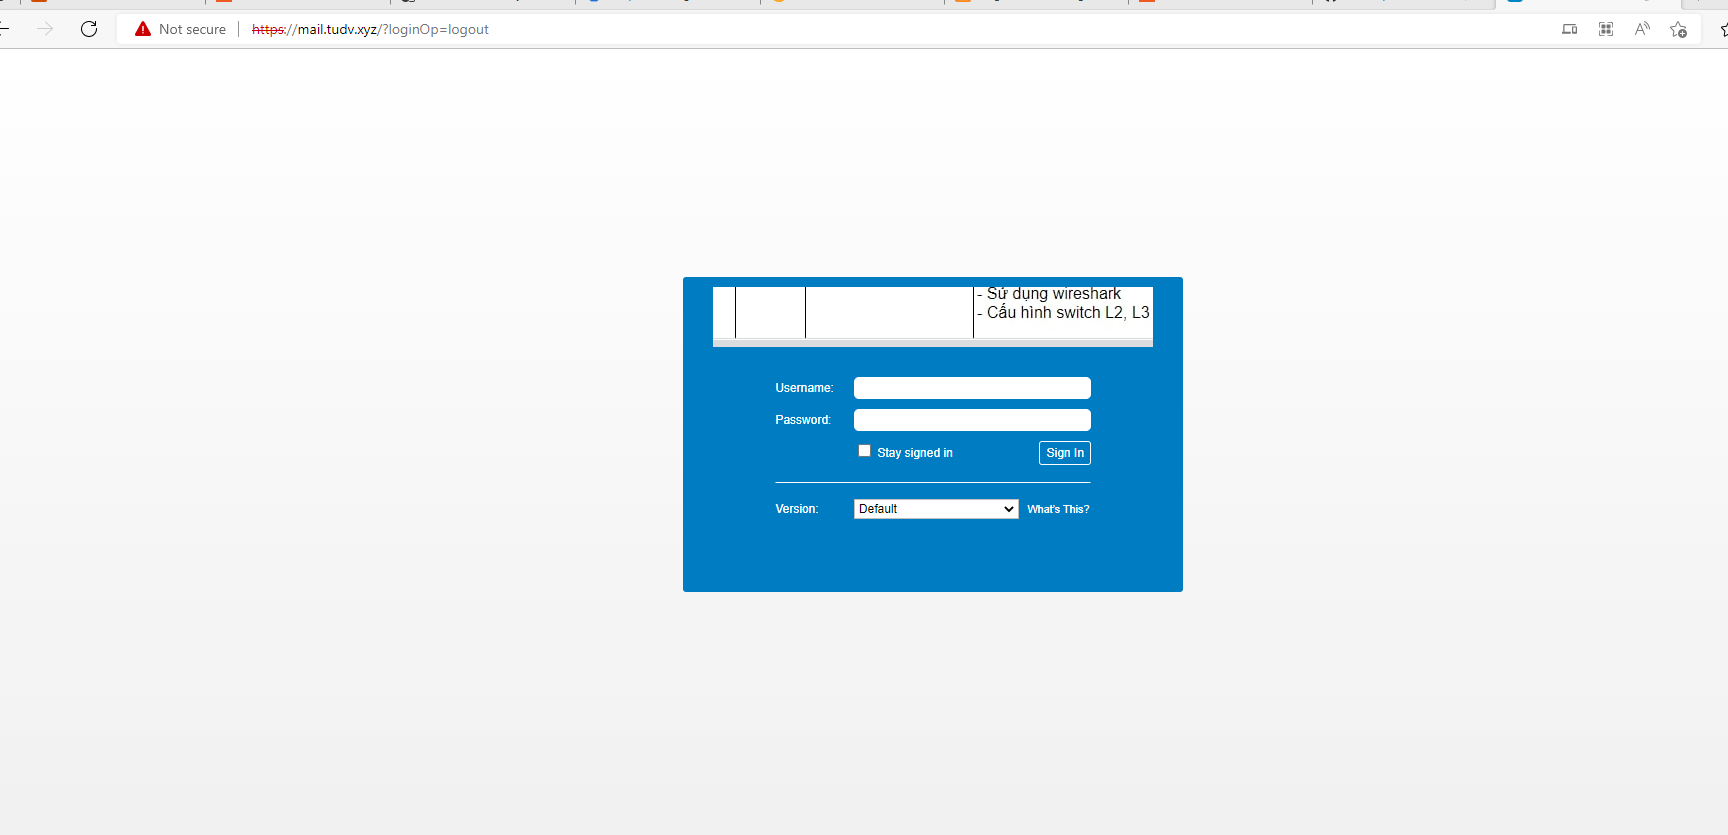 Not secure
https://mail.tudv.xyz/?loginOp=logout
- Sử dụng wireshark
- Cấu hình switch L2, L3
Username:
Password:
Stay signed in
Sign In
Version:
Default
What's This?